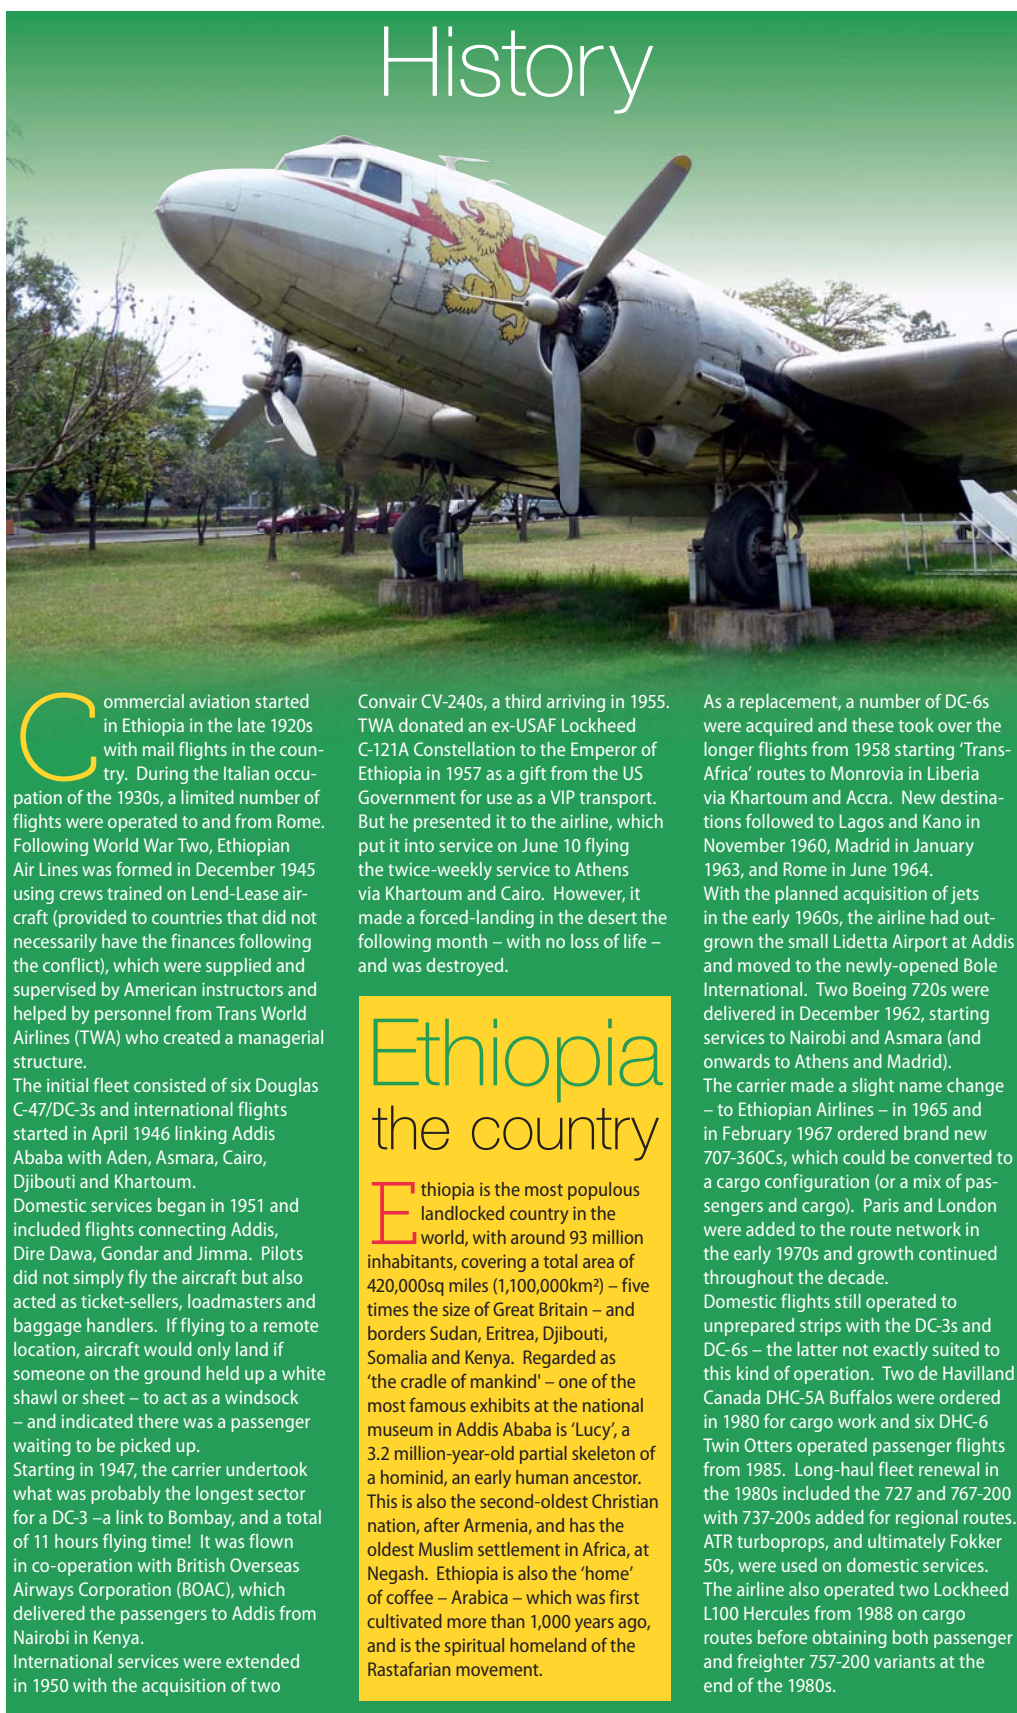 History
Commercial aviation started
in Ethiopia in the late 1920s
with mail flights in the coun-
try.  During the Italian occu-
pation of the 1930s, a limited number of
flights were operated to and from Rome.
Following World War Two, Ethiopian
Air Lines was formed in December 1945
using crews trained on Lend-Lease air-
craft (provided to countries that did not
necessarily have the finances following
the conflict), which were supplied and
supervised by American instructors and
helped by personnel from Trans World
Airlines (TWA) who created a managerial
structure.
The initial fleet consisted of six Douglas
C-47/DC-3s and international flights
started in April 1946 linking Addis
Ababa with Aden, Asmara, Cairo,
Djibouti and Khartoum.
Domestic services began in 1951 and
included flights connecting Addis,
Dire Dawa, Gondar and Jimma.  Pilots
did not simply fly the aircraft but also
acted as ticket-sellers, loadmasters and
baggage handlers.  If flying to a remote
location, aircraft would only land if
someone on the ground held up a white
shawl or sheet – to act as a windsock
– and indicated there was a passenger
waiting to be picked up.
Starting in 1947, the carrier undertook
what was probably the longest sector
for a DC-3 –a link to Bombay, and a total
of 11 hours flying time!  It was flown
in co-operation with British Overseas
Airways Corporation (BOAC), which
delivered the passengers to Addis from
Nairobi in Kenya.
International services were extended
in 1950 with the acquisition of two
Convair CV-240s, a third arriving in 1955.
TWA donated an ex-USAF Lockheed
C-121A Constellation to the Emperor of
Ethiopia in 1957 as a gift from the US
Government for use as a VIP transport.
But he presented it to the airline, which
put it into service on June 10 flying
the twice-weekly service to Athens
via Khartoum and Cairo.  However, it
made a forced-landing in the desert the
following month – with no loss of life –
and was destroyed.
Ethiopia
the country
Ethiopia is the most populous
landlocked country in the
world, with around 93 million
inhabitants, covering a total area of
420,000sq miles (1,100,000km²) – five
times the size of Great Britain – and
borders Sudan, Eritrea, Djibouti,
Somalia and Kenya.  Regarded as
‘the cradle of mankind' – one of the
most famous exhibits at the national
museum in Addis Ababa is ‘Lucy’, a
3.2 million-year-old partial skeleton of
a hominid, an early human ancestor.
This is also the second-oldest Christian
nation, after Armenia, and has the
oldest Muslim settlement in Africa, at
Negash.  Ethiopia is also the ‘home’
of coffee – Arabica – which was first
cultivated more than 1,000 years ago,
and is the spiritual homeland of the
Rastafarian movement.
As a replacement, a number of DC-6s
were acquired and these took over the
longer flights from 1958 starting ‘Trans-
Africa’ routes to Monrovia in Liberia
via Khartoum and Accra.  New destina-
tions followed to Lagos and Kano in
November 1960, Madrid in January
1963, and Rome in June 1964.
With the planned acquisition of jets
in the early 1960s, the airline had out-
grown the small Lidetta Airport at Addis
and moved to the newly-opened Bole
International.  Two Boeing 720s were
delivered in December 1962, starting
services to Nairobi and Asmara (and
onwards to Athens and Madrid).
The carrier made a slight name change
– to Ethiopian Airlines – in 1965 and
in February 1967 ordered brand new
707-360Cs, which could be converted to
a cargo configuration (or a mix of pas-
sengers and cargo).  Paris and London
were added to the route network in
the early 1970s and growth continued
throughout the decade.
Domestic flights still operated to
unprepared strips with the DC-3s and
DC-6s – the latter not exactly suited to
this kind of operation.  Two de Havilland
Canada DHC-5A Buffalos were ordered
in 1980 for cargo work and six DHC-6
Twin Otters operated passenger flights
from 1985.  Long-haul fleet renewal in
the 1980s included the 727 and 767-200
with 737-200s added for regional routes.
ATR turboprops, and ultimately Fokker
50s, were used on domestic services.
The airline also operated two Lockheed
L100 Hercules from 1988 on cargo
routes before obtaining both passenger
and freighter 757-200 variants at the
end of the 1980s.